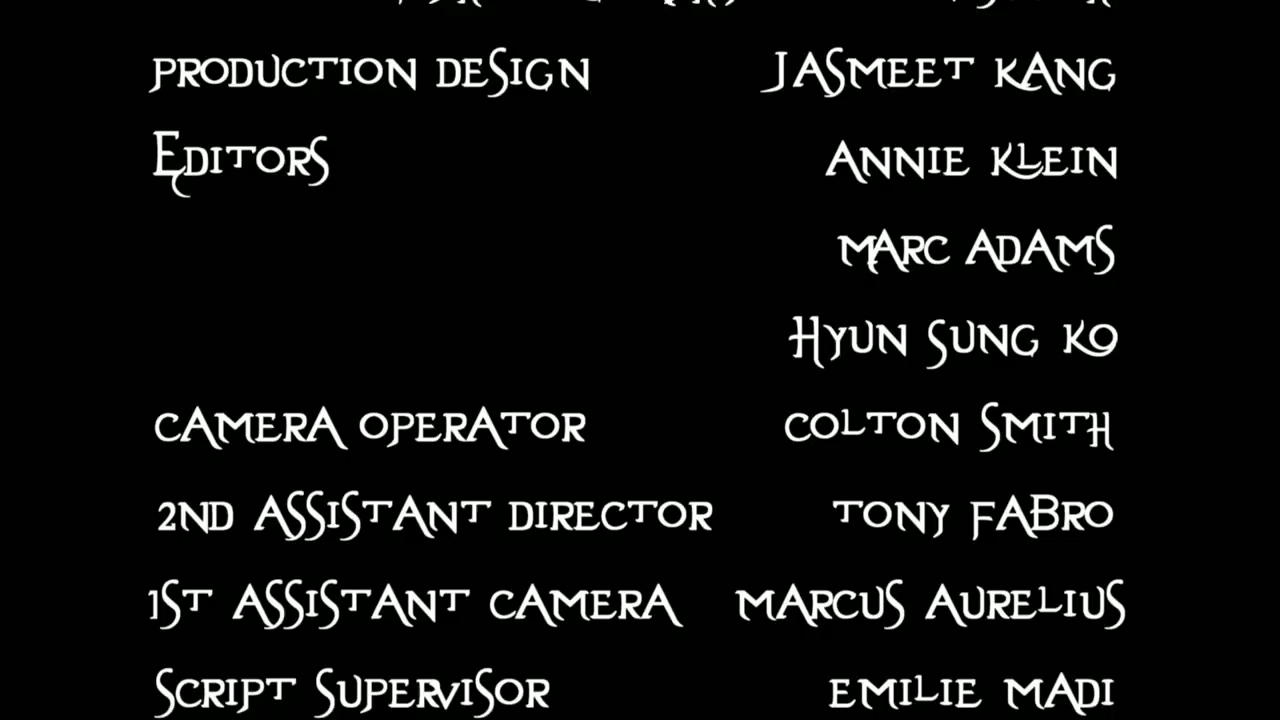 PRODUCTION DESIGN JASMEET KANG
EDITORS ANNIE KLEIN
MARC ADAMS
HYUN SUNG KO
CAMERA OPERATOR COLTON SMITH
2ND ASSISTANT DIRECTOR TONY FABRO
1ST ASSISTANT CAMERA MARCUS AURELIUS
SCRIPT SUPERVISOR EMILIE MADI